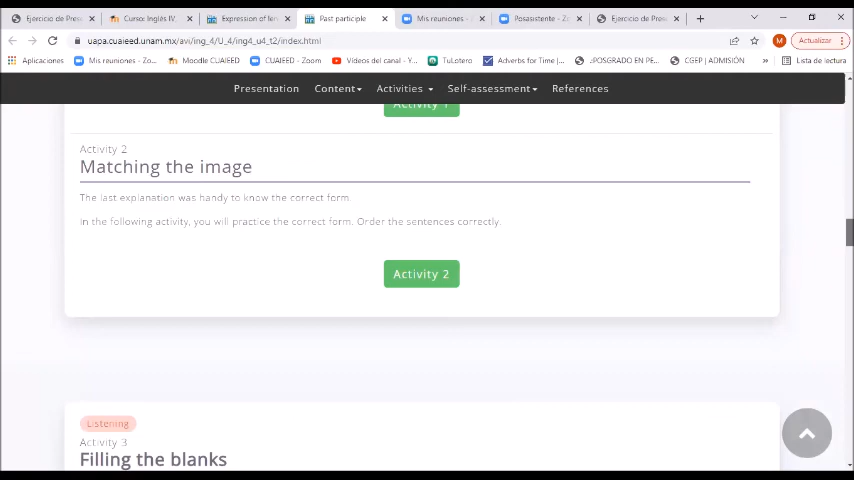 Ejercicio de Pres
Curso: Inglés IV.
Expression of len
Past participle
Mis reuniones - Z
Posasistente - Zo
Ejercicio de Pres
uapa.cuaieed.unam.mx/avi/ing_4/U_4/ing4_u4_t2/index.html
M
Actualizar
Aplicaciones
Mis reuniones - Zo...
Moodle CUAIEED
CUAIEED - Zoom
Vídeos del canal - Y...
TuLotero
Adverbs for Time |...
.:POSGRADO EN PE...
CGEP | ADMISIÓN
»
Lista de lectura
Presentation
Content
Activities
Self-assessment
References
Activity 1
Activity 2
Matching the image
The last explanation was handy to know the correct form.
In the following activity, you will practice the correct form. Order the sentences correctly.
Activity 2
Listening
Activity 3
Filling the blanks